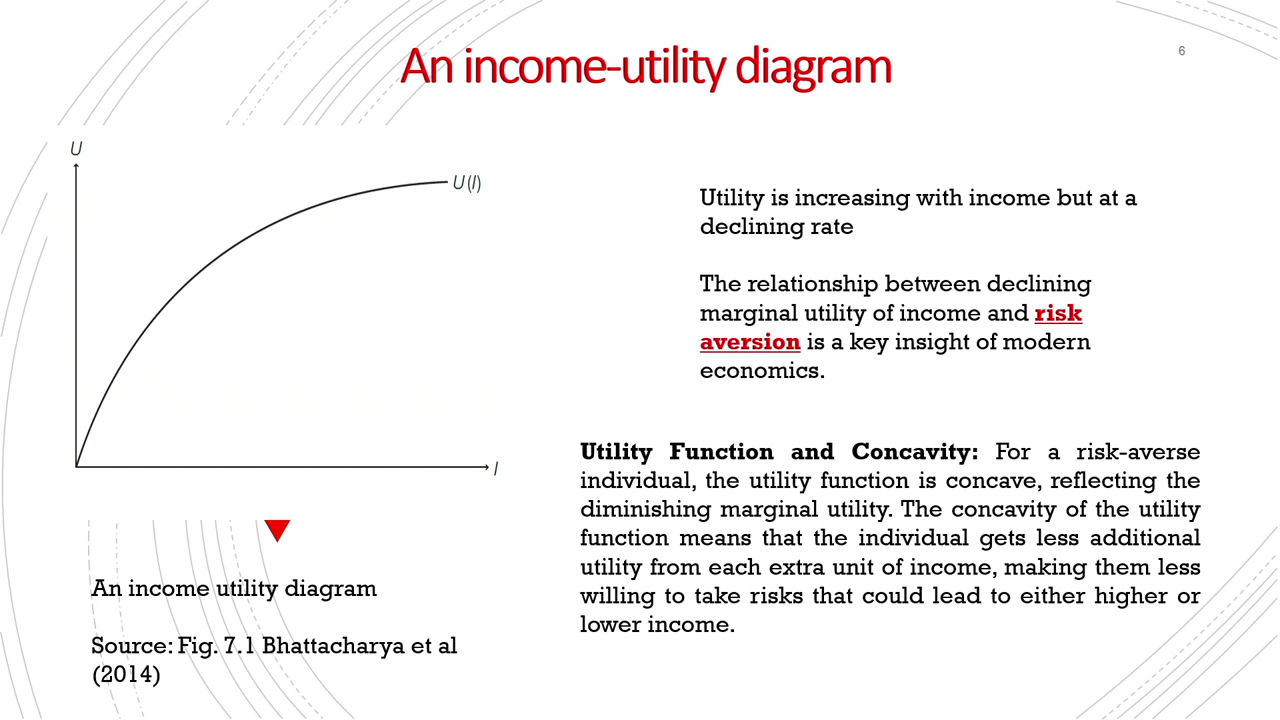 An income-utility diagram
6
U
U(I)
I
Utility is increasing with income but at a
declining rate
The relationship between declining
marginal utility of income and risk
aversion is a key insight of modern
economics.
Utility Function and Concavity: For a risk-averse
individual, the utility function is concave, reflecting the
diminishing marginal utility. The concavity of the utility
function means that the individual gets less additional
utility from each extra unit of income, making them less
willing to take risks that could lead to either higher or
lower income.
An income utility diagram
Source: Fig. 7.1 Bhattacharya et al
(2014)